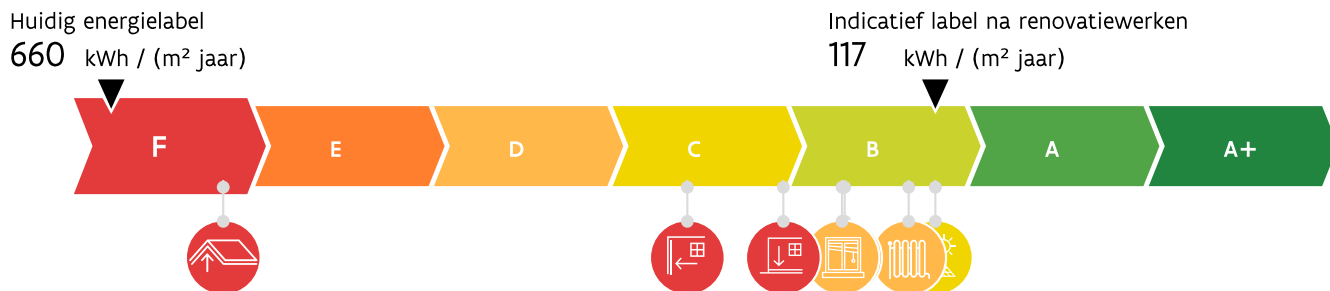 Huidig energielabel
660 kWh / (m² jaar)
Indicatief label na renovatiewerken
117 kWh / (m² jaar)
F E D C B A A+